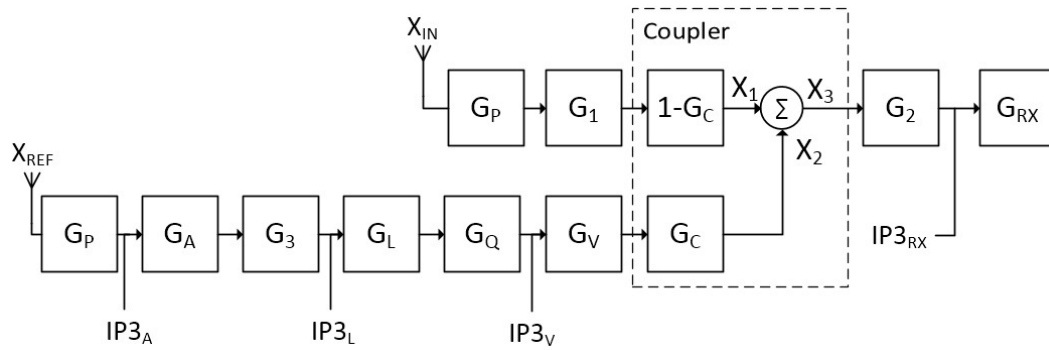 X_IN
Coupler
G_P
G_1
1-G_C
X_1
Σ
X_3
G_2
G_RX
X_2
X_REF
G_P
G_A
G_3
G_L
G_Q
G_V
G_C
IP3_RX
IP3_A
IP3_L
IP3_V